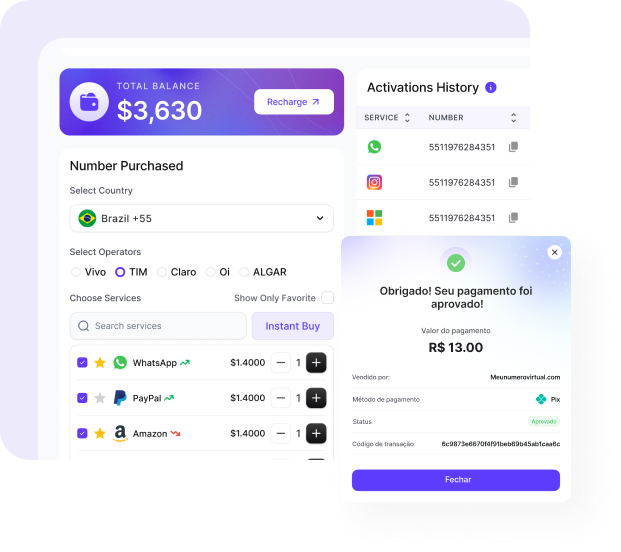 TOTAL BALANCE
$3,630
Recharge
Number Purchased
Select Country
Brazil +55
Select Operators
Vivo TIM Claro Oi ALGAR
Choose Services Show Only Favorite
Search services Instant Buy
WhatsApp $1.4000 — 1 +
PayPal $1.4000 — 1 +
a Amazon $1.4000 — 1 +
Activations History i
SERVICE NUMBER
5511976284351
5511976284351
5511976284351
Obrigado! Seu pagamento foi
aprovado!
Valor do pagamento
R$ 13.00
Vendido por: Meunumerovirtual.com
Método de pagamento Pix
Status Aprovado
Código de transação 6c9873e6670f4f91beb69b45ab1caa6c
Fechar